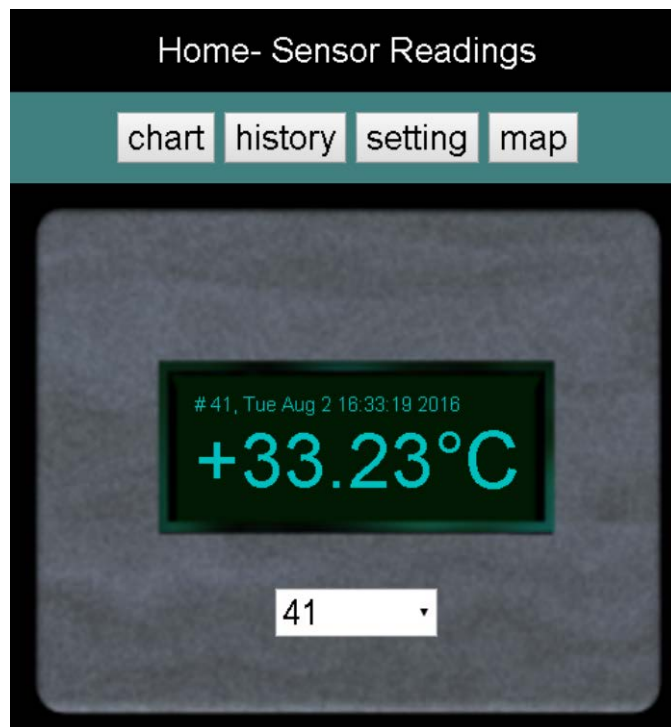 Home- Sensor Readings
chart history setting map
# 41, Tue Aug 2 16:33:19 2016
+33.23°C
41